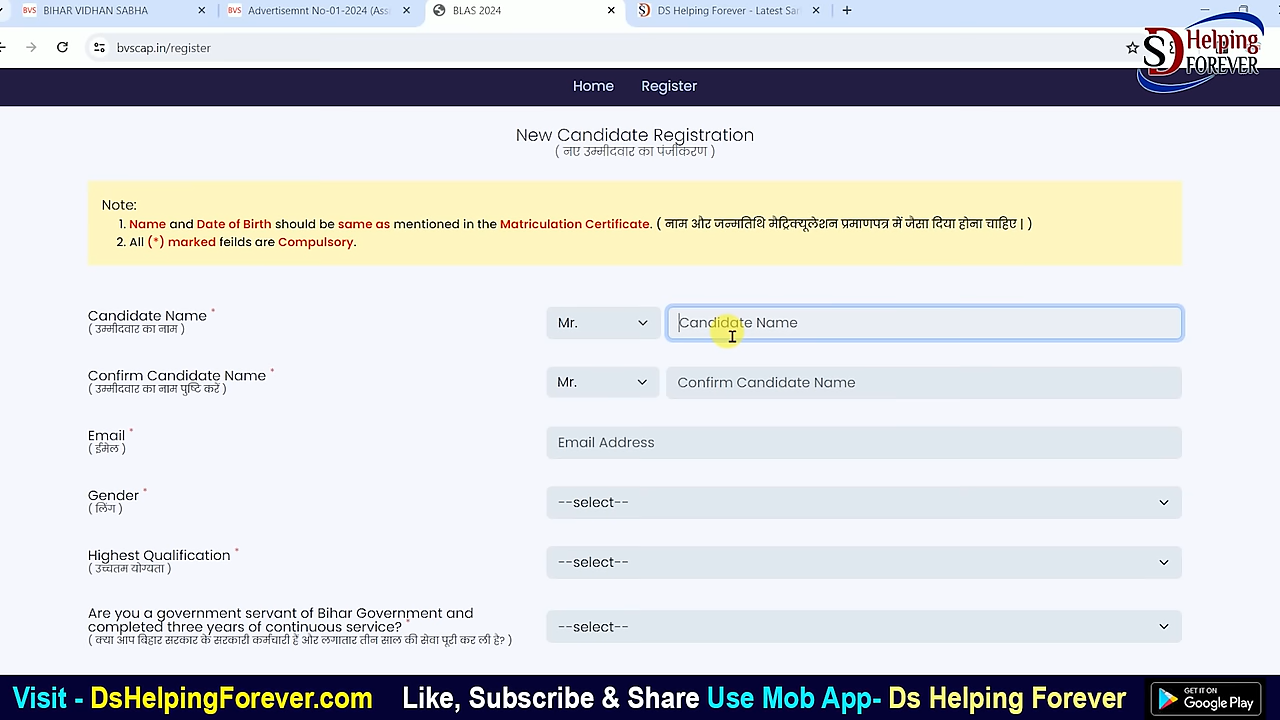 BIHAR VIDHAN SABHA
Advertisemnt No-01-2024 (Ass
BLAS 2024
DS Helping Forever - Latest Sar
bvscap.in/register
SD Helping
FOREVER
Home Register
New Candidate Registration
( नए उम्मीदवार का पंजीकरण )
Note:
1. Name and Date of Birth should be same as mentioned in the Matriculation Certificate. ( नाम और जन्मतिथि मेट्रिक्यूलेशन प्रमाणपत्र में जैसा दिया होना चाहिए | )
2. All (*) marked feilds are Compulsory.
Candidate Name *
( उम्मीदवार का नाम )
Mr.
Candidate Name
Confirm Candidate Name *
( उम्मीदवार का नाम पुष्टि करें )
Mr.
Confirm Candidate Name
Email *
( ईमेल )
Email Address
Gender *
( लिंग )
--select--
Highest Qualification *
( उच्चतम योग्यता )
--select--
Are you a government servant of Bihar Government and
completed three years of continuous service? *
( क्या आप बिहार सरकार के सरकारी कर्मचारी हैं और लगातार तीन साल की सेवा पूरी कर ली है? )
--select--
Visit - DsHelpingForever.com Like, Subscribe & Share Use Mob App- Ds Helping Forever
GET IT ON
Google Play